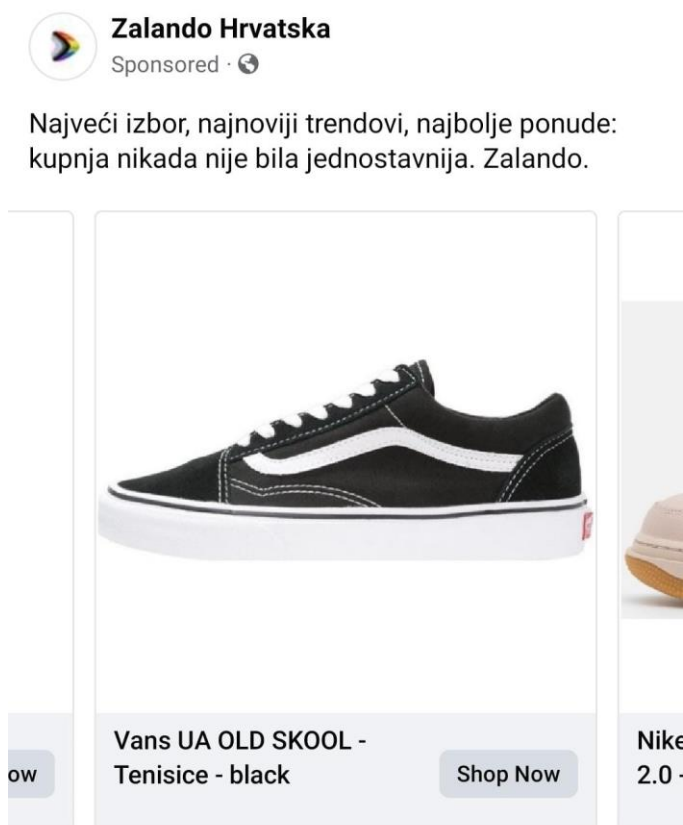 Zalando Hrvatska
Sponsored ·
Najveći izbor, najnoviji trendovi, najbolje ponude:
kupnja nikada nije bila jednostavnija. Zalando.
ow
Vans UA OLD SKOOL -
Tenisice - black
Shop Now
Nike
2.0 -